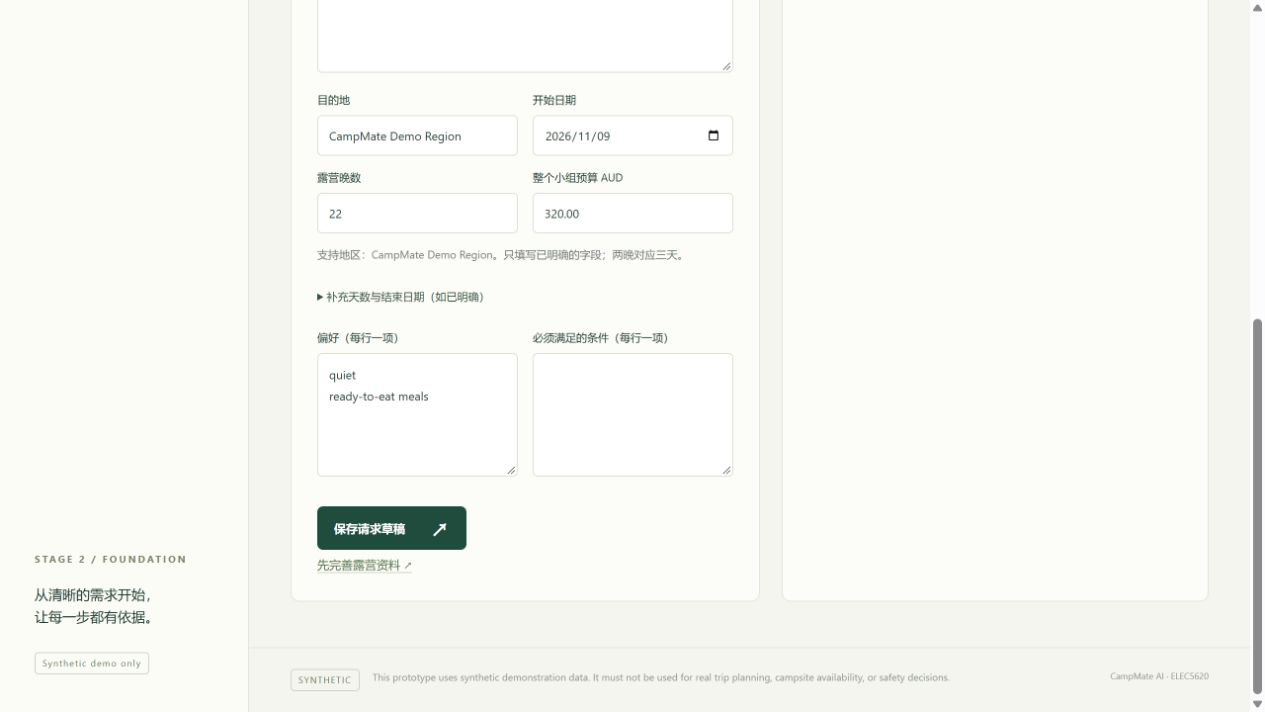 目的地
开始日期
CampMate Demo Region
2026/11/09
露营晚数
整个小组预算 AUD
22
320.00
支持地区：CampMate Demo Region。只填写已明确的字段；两晚对应三天。
▶ 补充天数与结束日期（如已明确）
偏好（每行一项）
必须满足的条件（每行一项）
quiet
ready-to-eat meals
保存请求草稿 ↗
先完善露营资料 ↗
STAGE 2 / FOUNDATION
从清晰的需求开始，
让每一步都有依据。
Synthetic demo only
SYNTHETIC
This prototype uses synthetic demonstration data. It must not be used for real trip planning, campsite availability, or safety decisions.
CampMate AI · ELEC5620